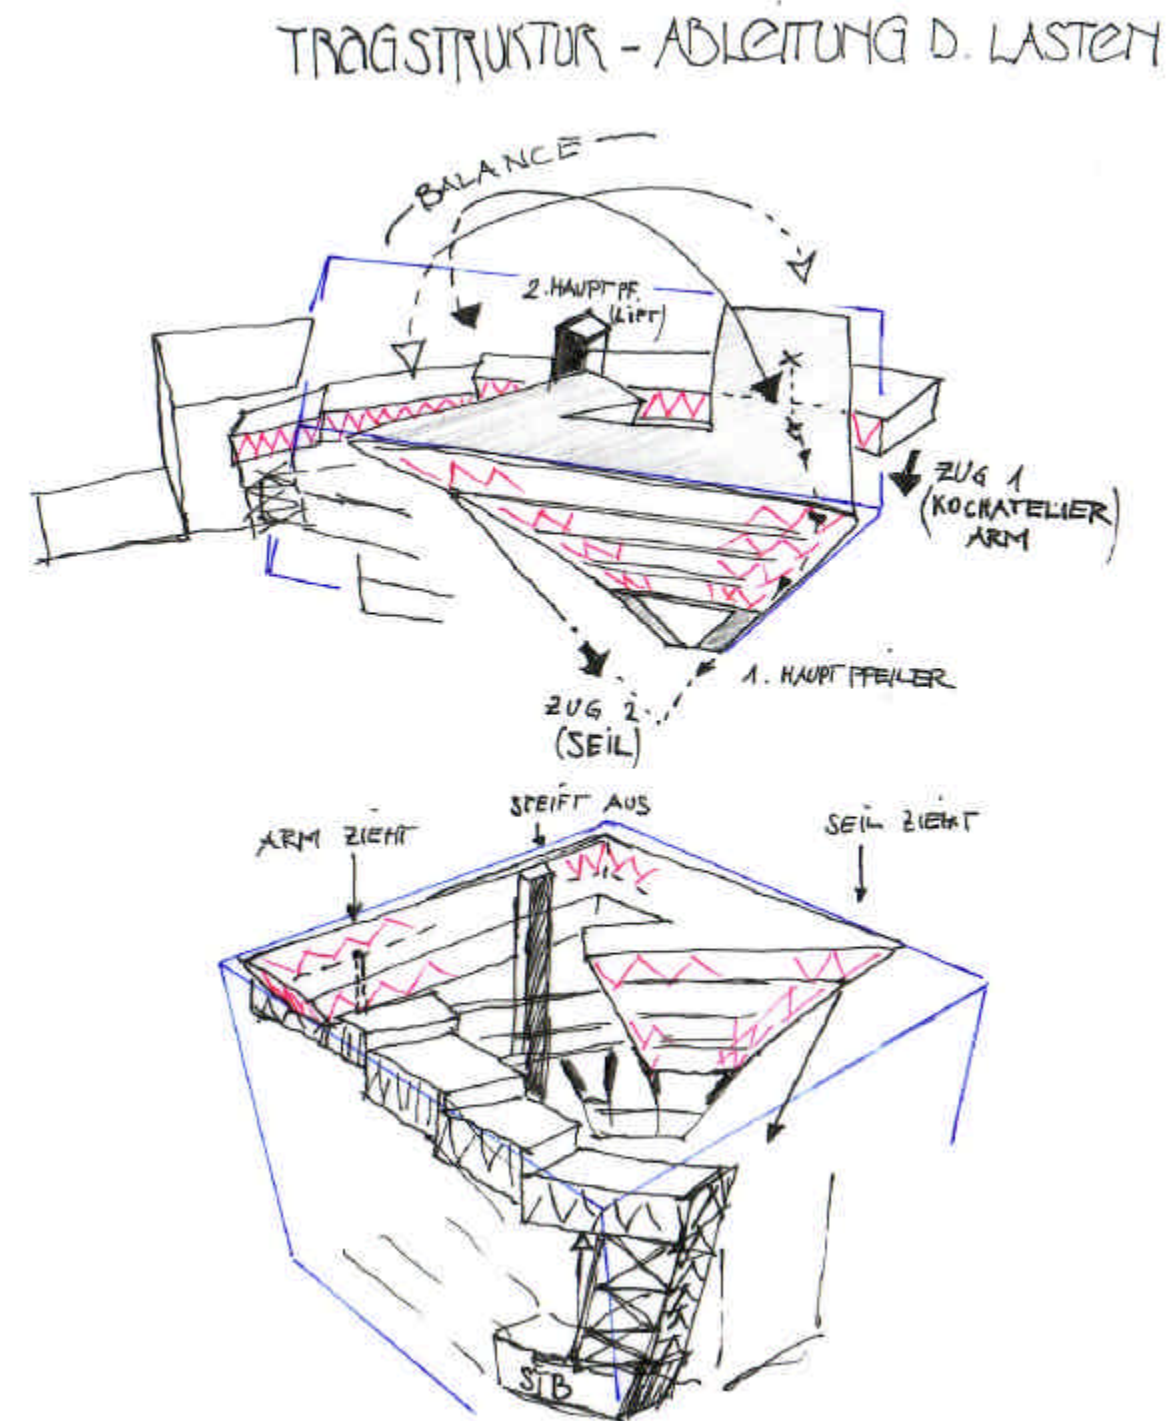 TRAGSTRUKTUR - ABLEITUNG D. LASTEN
BALANCE
2. HAUPTPF.
(LIFT)
ZUG 1
(KOCHATELIER)
ARM
1. HAUPTPFEILER
ZUG 2
(SEIL)
STEIFT AUS
ARM ZIEHT
SEIL ZIEHT
STB